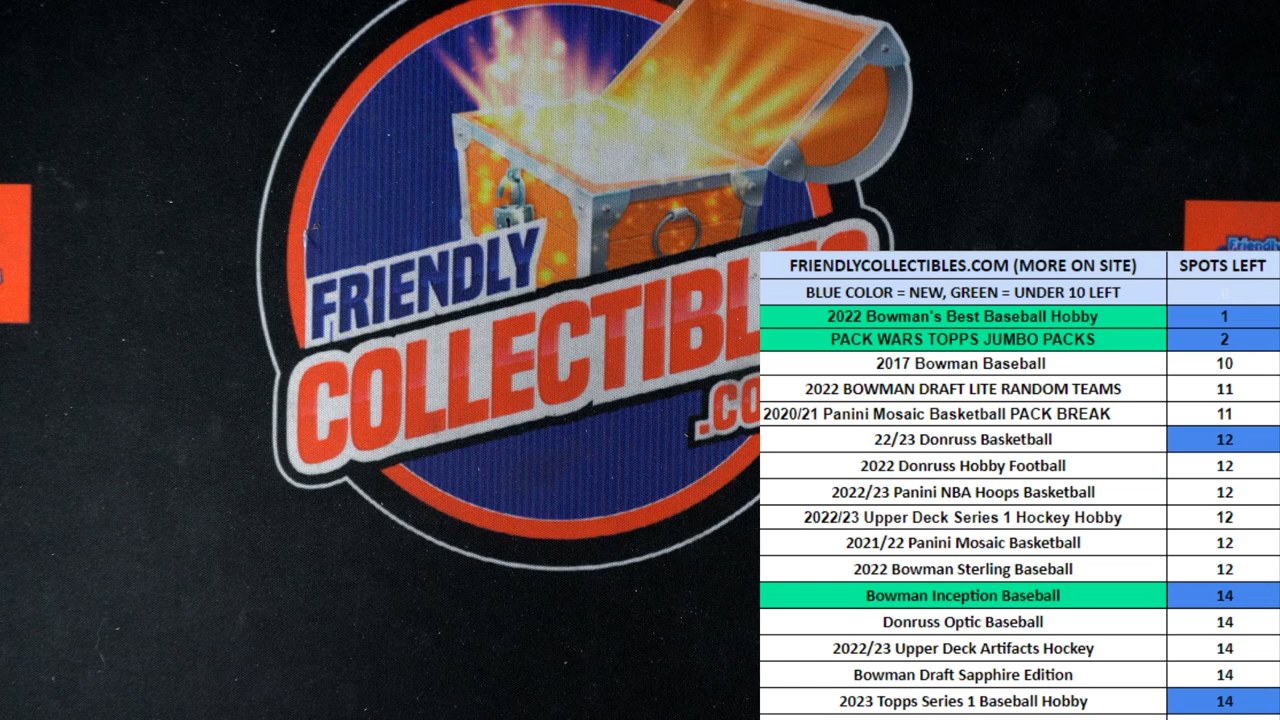 FRIENDLY
COLLECTIBLES
.CO
Friendly
FRIENDLYCOLLECTIBLES.COM (MORE ON SITE) SPOTS LEFT
BLUE COLOR = NEW, GREEN = UNDER 10 LEFT
2022 Bowman's Best Baseball Hobby 1
PACK WARS TOPPS JUMBO PACKS 2
2017 Bowman Baseball 10
2022 BOWMAN DRAFT LITE RANDOM TEAMS 11
2020/21 Panini Mosaic Basketball PACK BREAK 11
22/23 Donruss Basketball 12
2022 Donruss Hobby Football 12
2022/23 Panini NBA Hoops Basketball 12
2022/23 Upper Deck Series 1 Hockey Hobby 12
2021/22 Panini Mosaic Basketball 12
2022 Bowman Sterling Baseball 12
Bowman Inception Baseball 14
Donruss Optic Baseball 14
2022/23 Upper Deck Artifacts Hockey 14
Bowman Draft Sapphire Edition 14
2023 Topps Series 1 Baseball Hobby 14